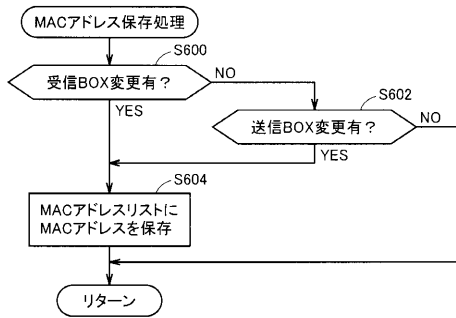 MACアドレス保存処理
S600
受信BOX変更有？
NO
S602
YES
送信BOX変更有？
NO
YES
S604
MACアドレスリストに
MACアドレスを保存
リターン